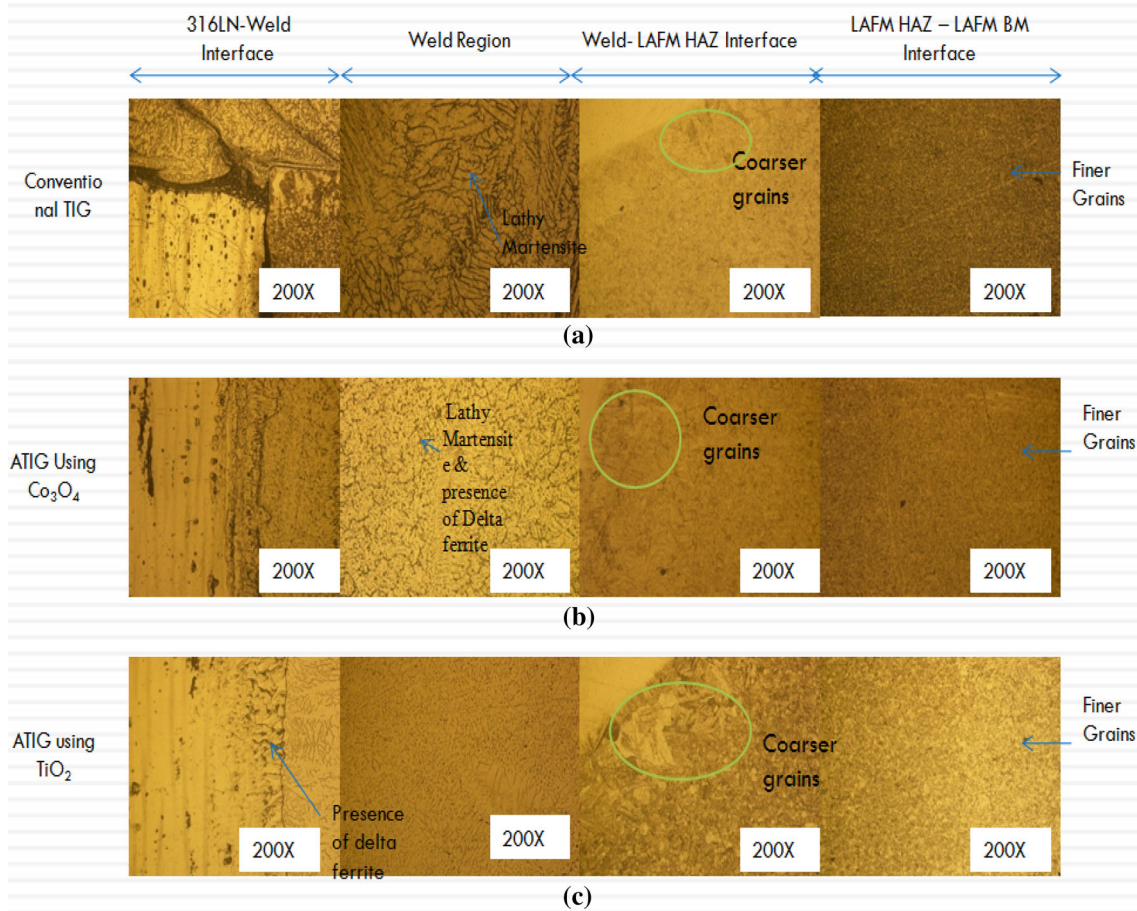 316LN-Weld
Interface
Weld Region
Weld- LAFM HAZ Interface
LAFM HAZ – LAFM BM
Interface
Conventio
nal TIG
Lathy
Martensite
Coarser
grains
Finer
Grains
200X
200X
200X
200X
(a)
ATIG Using
Co₃O₄
Lathy
Martensit
e &
presence
of Delta
ferrite
Coarser
grains
Finer
Grains
200X
200X
200X
200X
(b)
ATIG using
TiO₂
Presence
of delta
ferrite
Coarser
grains
Finer
Grains
200X
200X
200X
200X
(c)